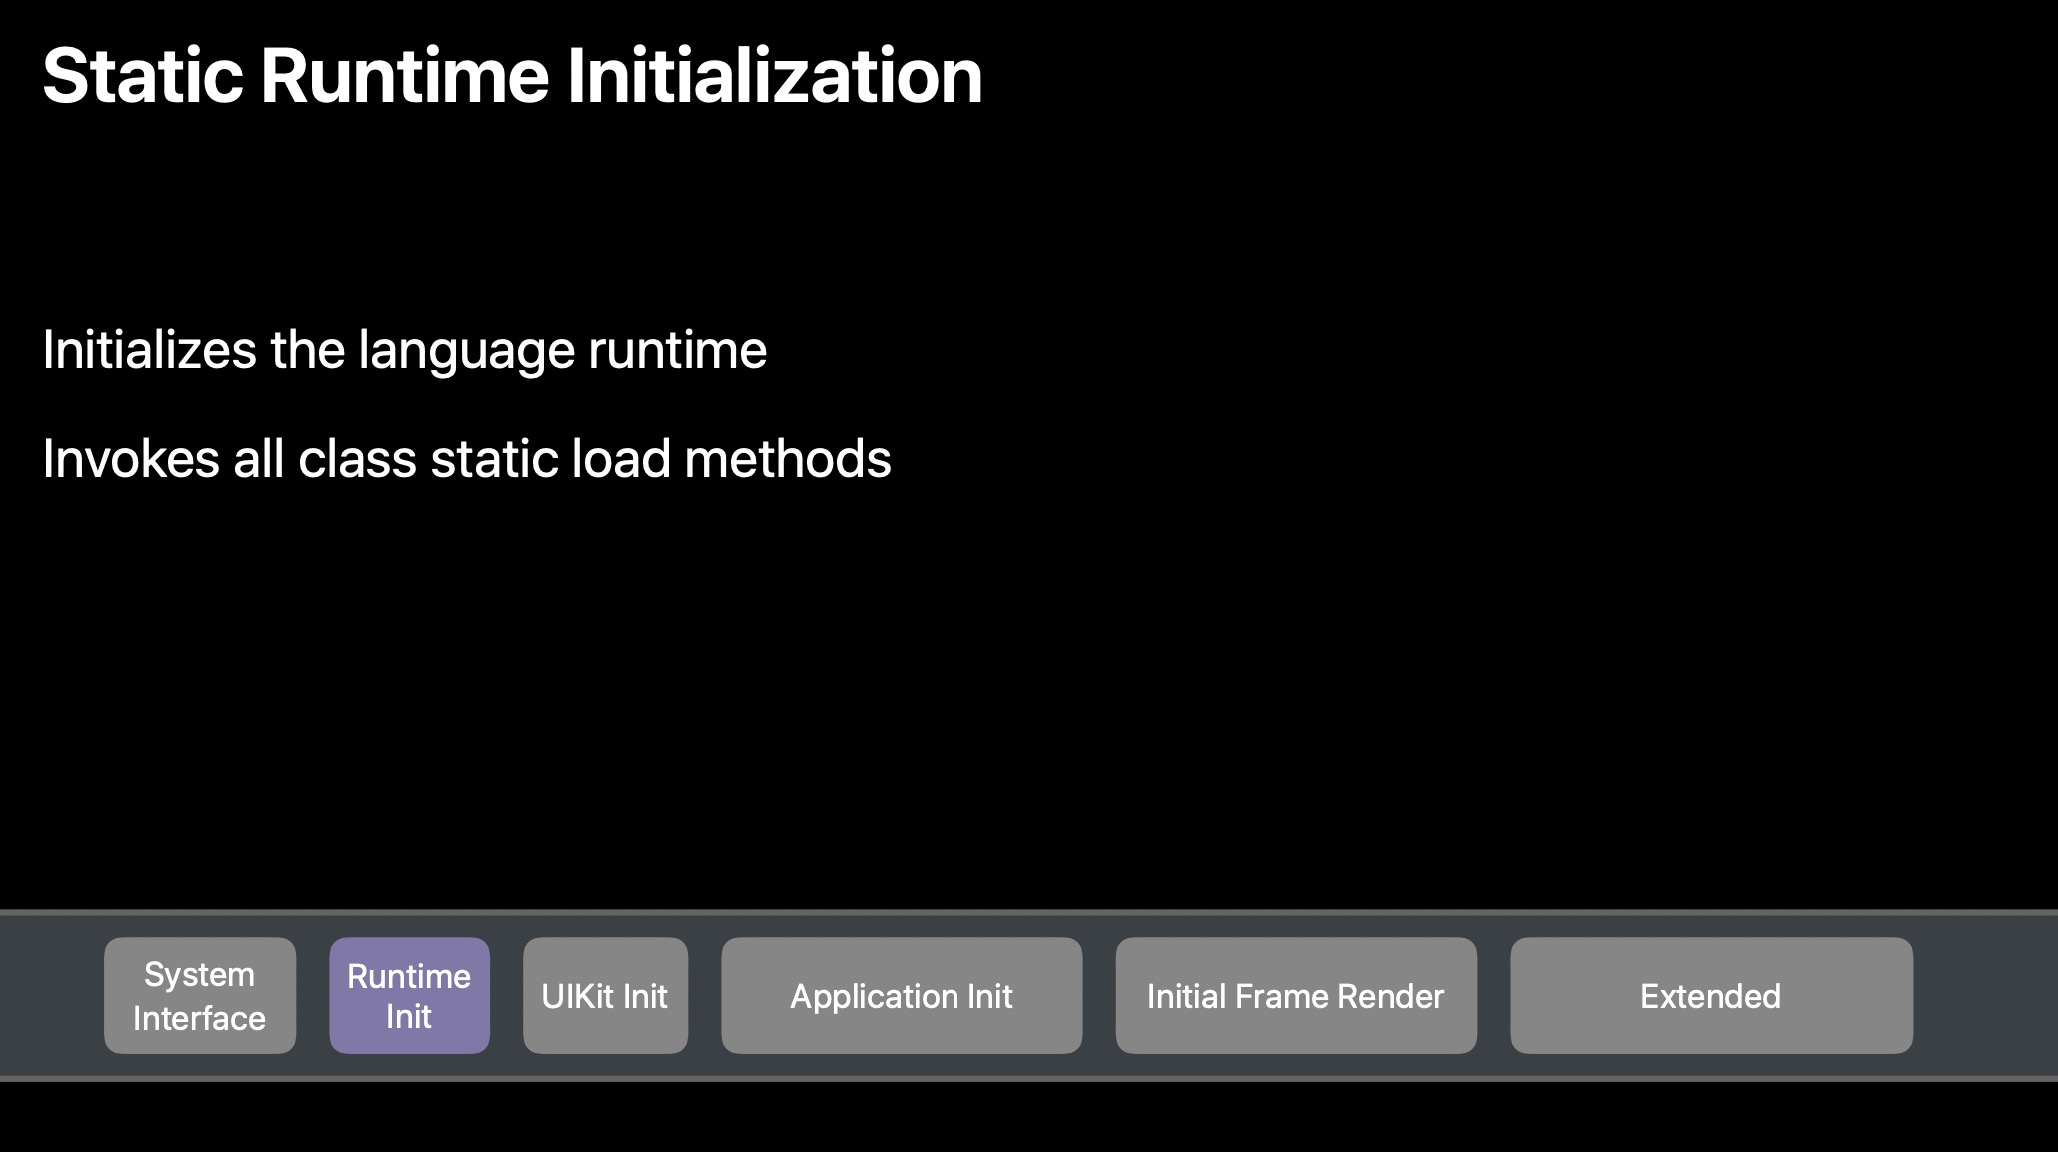 Static Runtime Initialization
Initializes the language runtime
Invokes all class static load methods
System
Interface
Runtime
Init
UIKit Init
Application Init
Initial Frame Render
Extended